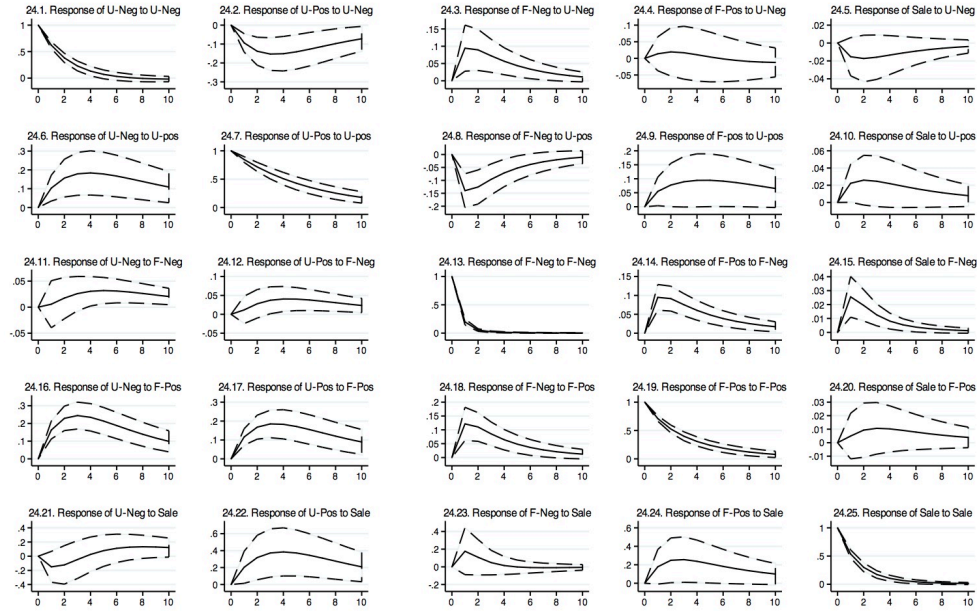 24.1. Response of U-Neg to U-Neg
24.2. Response of U-Pos to U-Neg
24.3. Response of F-Neg to U-Neg
24.4. Response of F-Pos to U-Neg
24.5. Response of Sale to U-Neg
1
.5
0
0 2 4 6 8 10
0
-.1
-.2
-.3
0 2 4 6 8 10
.15
.1
.05
0
0 2 4 6 8 10
.1
.05
0
-.05
0 2 4 6 8 10
.02
0
-.02
-.04
0 2 4 6 8 10
24.6. Response of U-Neg to U-pos
24.7. Response of U-Pos to U-pos
24.8. Response of F-Neg to U-pos
24.9. Response of F-pos to U-pos
24.10. Response of Sale to U-pos
.3
.2
.1
0
0 2 4 6 8 10
1
.5
0
0 2 4 6 8 10
0
-.05
-.1
-.15
-.2
0 2 4 6 8 10
.2
.15
.1
.05
0
0 2 4 6 8 10
.06
.04
.02
0
0 2 4 6 8 10
24.11. Response of U-Neg to F-Neg
24.12. Response of U-Pos to F-Neg
24.13. Response of F-Neg to F-Neg
24.14. Response of F-Pos to F-Neg
24.15. Response of Sale to F-Neg
.05
0
-.05
0 2 4 6 8 10
.1
.05
0
-.05
0 2 4 6 8 10
1
.5
0
0 2 4 6 8 10
.15
.1
.05
0
0 2 4 6 8 10
.04
.03
.02
.01
0
0 2 4 6 8 10
24.16. Response of U-Neg to F-Pos
24.17. Response of U-Pos to F-Pos
24.18. Response of F-Neg to F-Pos
24.19. Response of F-Pos to F-Pos
24.20. Response of Sale to F-Pos
.3
.2
.1
0
0 2 4 6 8 10
.3
.2
.1
0
0 2 4 6 8 10
.2
.15
.1
.05
0
0 2 4 6 8 10
1
.5
0
0 2 4 6 8 10
.03
.02
.01
0
-.01
0 2 4 6 8 10
24.21. Response of U-Neg to Sale
24.22. Response of U-Pos to Sale
24.23. Response of F-Neg to Sale
24.24. Response of F-Pos to Sale
24.25. Response of Sale to Sale
.4
.2
0
-.2
-.4
0 2 4 6 8 10
.6
.4
.2
0
0 2 4 6 8 10
.4
.2
0
-.2
0 2 4 6 8 10
.6
.4
.2
0
0 2 4 6 8 10
1
.5
0
0 2 4 6 8 10